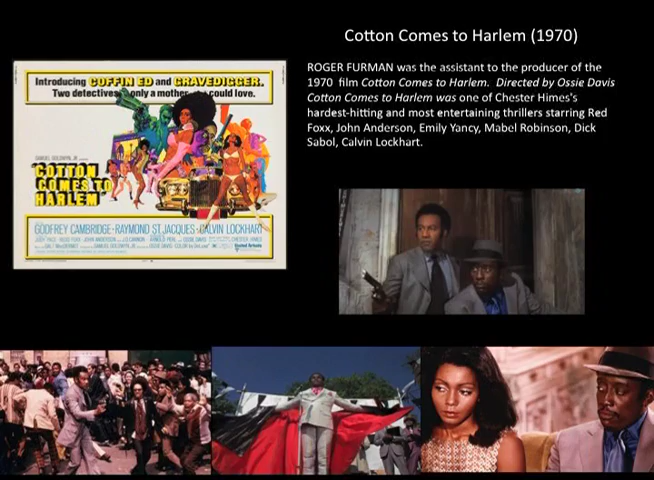 Cotton Comes to Harlem (1970)
ROGER FURMAN was the assistant to the producer of the
1970 film Cotton Comes to Harlem. Directed by Ossie Davis
Cotton Comes to Harlem was one of Chester Himes's
hardest-hitting and most entertaining thrillers starring Red
Foxx, John Anderson, Emily Yancy, Mabel Robinson, Dick
Sabol, Calvin Lockhart.
Introducing COFFIN ED and GRAVEDIGGER.
Two detectives only a mother could love.
COTTON
COMES TO
HARLEM
GODFREY CAMBRIDGE • RAYMOND ST. JACQUES • CALVIN LOCKHART